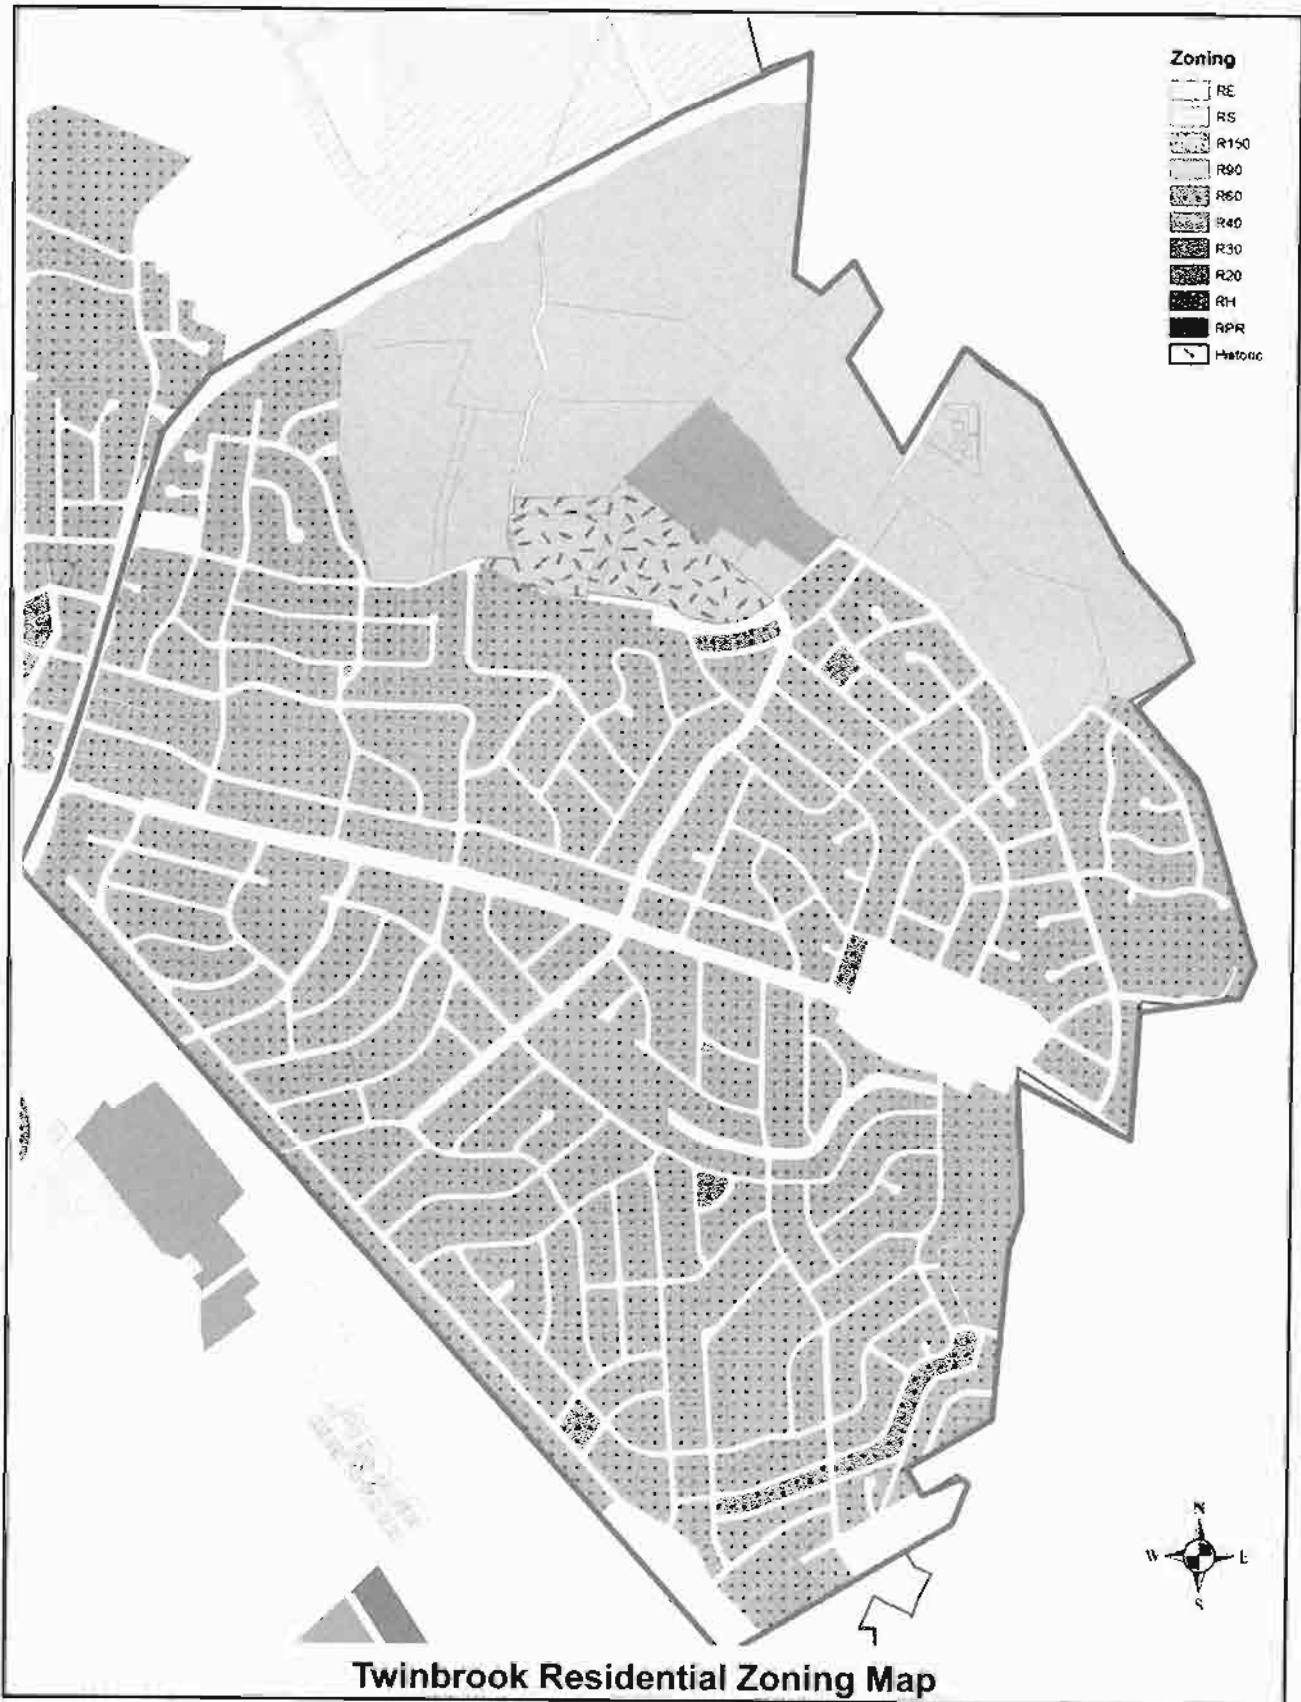 Zoning
RE
RS
R150
R90
R60
R40
R30
R20
RH
RPR
Historic
N
W E
S
Twinbrook Residential Zoning Map